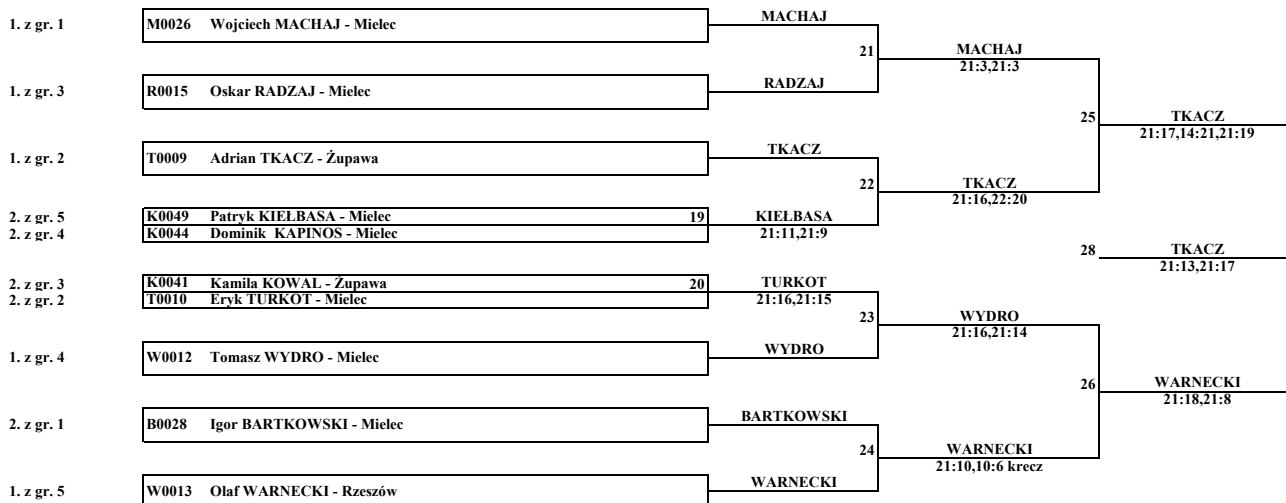 MACHAJ
1. z gr. 1 M0026 Wojciech MACHAJ - Mielec
21 MACHAJ
21:3,21:3
1. z gr. 3 R0015 Oskar RADZAJ - Mielec RADZAJ
25 TKACZ
21:17,14:21,21:19
1. z gr. 2 T0009 Adrian TKACZ - Żupawa TKACZ
22 TKACZ
21:16,22:20
2. z gr. 5 K0049 Patryk KIEŁBASA - Mielec 19 KIEŁBASA
2. z gr. 4 K0044 Dominik KAPINOS - Mielec 21:11,21:9
28 TKACZ
21:13,21:17
2. z gr. 3 K0041 Kamila KOWAL - Żupawa 20 TURKOT
2. z gr. 2 T0010 Eryk TURKOT - Mielec 21:16,21:15
23 WYDRO
21:16,21:14
1. z gr. 4 W0012 Tomasz WYDRO - Mielec WYDRO
26 WARNECKI
21:18,21:8
2. z gr. 1 B0028 Igor BARTKOWSKI - Mielec BARTKOWSKI
24 WARNECKI
21:10,10:6 krecz
1. z gr. 5 W0013 Olaf WARNECKI - Rzeszów WARNECKI